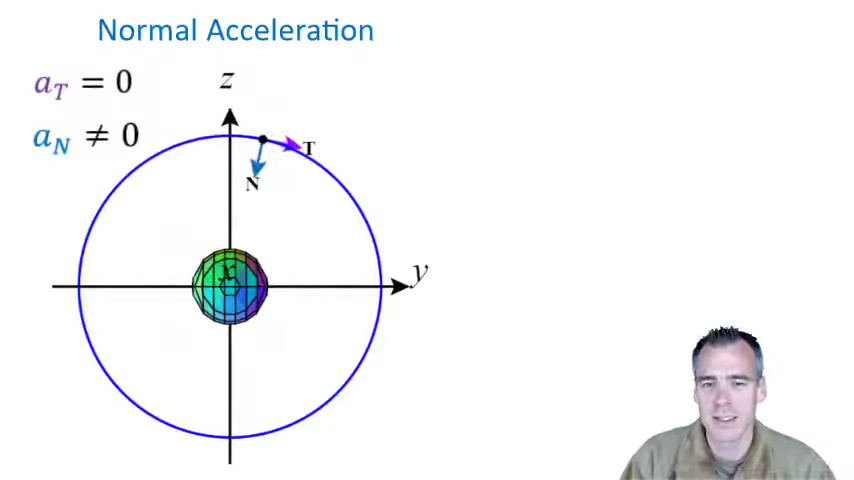 Normal Acceleration
a_T = 0
z
a_N ≠ 0
T
N
x
y